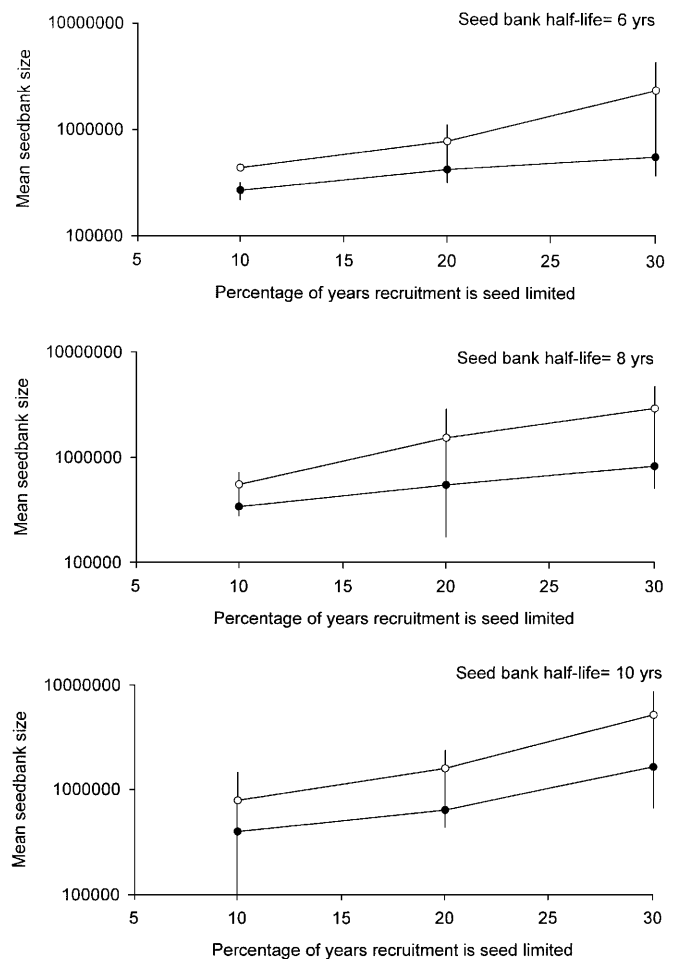 Seed bank half-life= 6 yrs
10000000
1000000
100000
Mean seedbank size
5 10 15 20 25 30
Percentage of years recruitment is seed limited
Seed bank half-life= 8 yrs
10000000
1000000
100000
Mean seedbank size
5 10 15 20 25 30
Percentage of years recruitment is seed limited
Seed bank half-life= 10 yrs
10000000
1000000
100000
Mean seedbank size
5 10 15 20 25 30
Percentage of years recruitment is seed limited